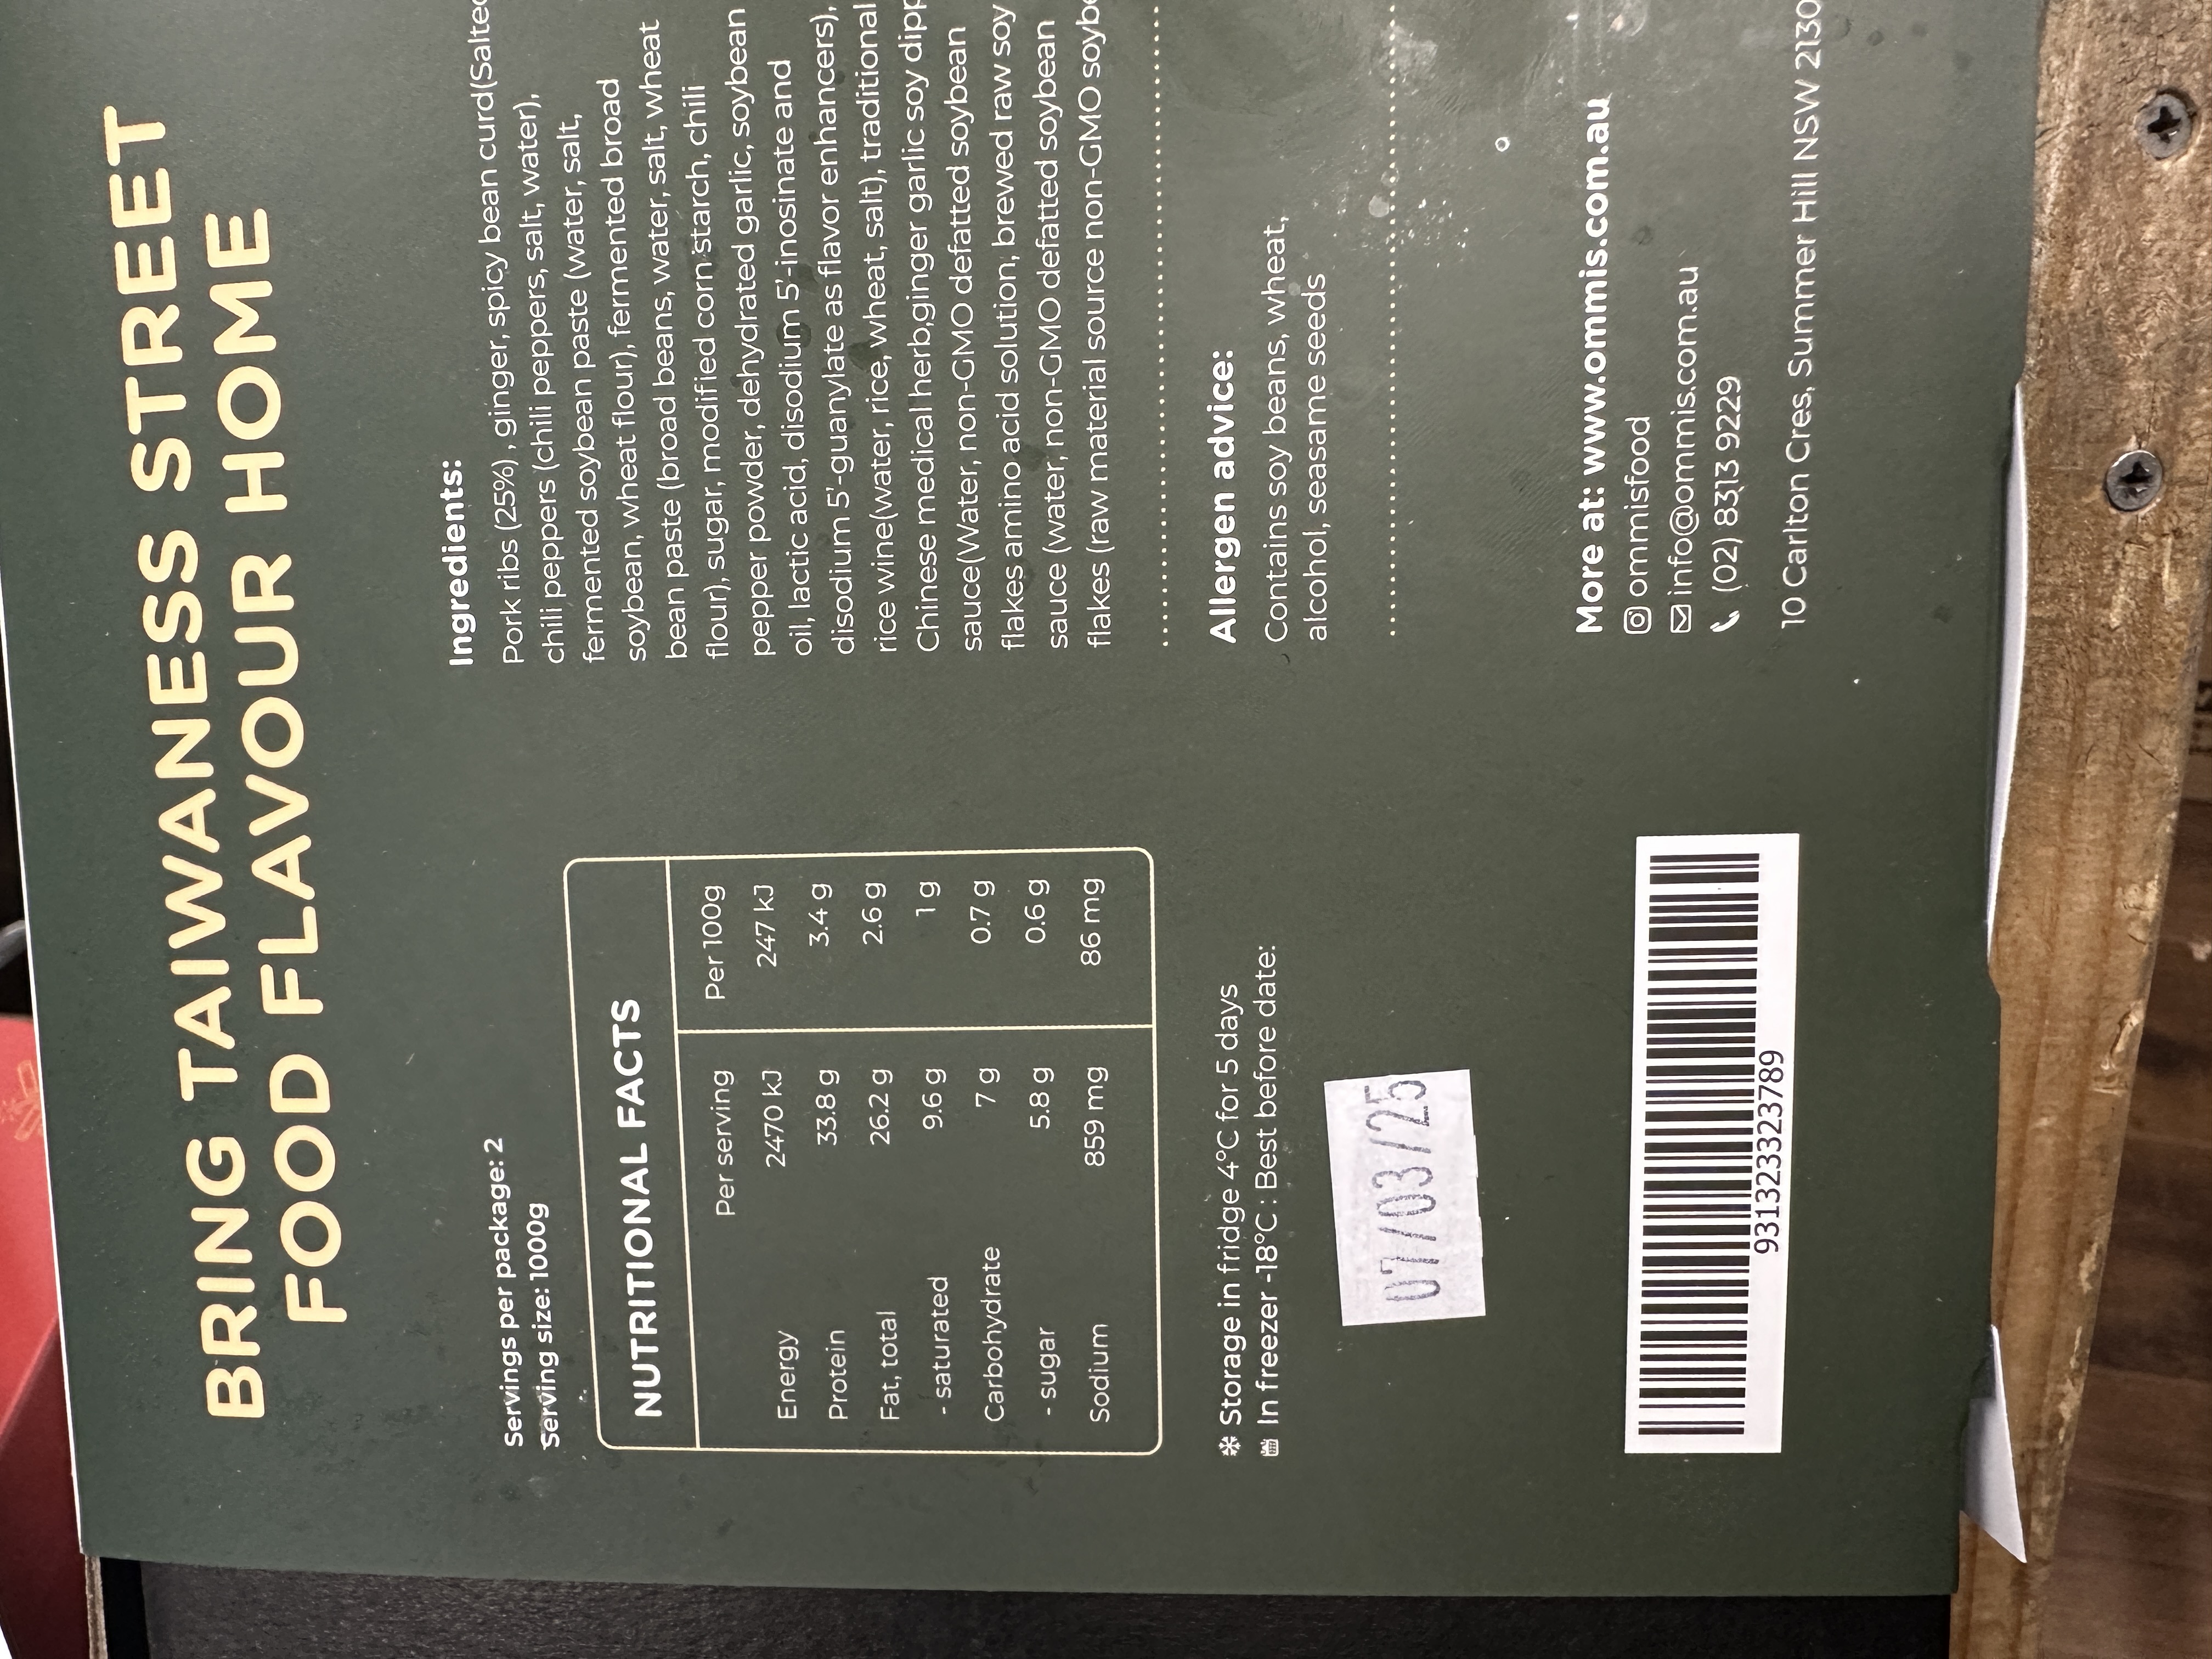 BRING TAIWANESS STREET
FOOD FLAVOUR HOME
Servings per package: 2
Serving size: 1000g
NUTRITIONAL FACTS
Per serving Per 100g
Energy 2470 kJ 247 kJ
Protein 33.8 g 3.4 g
Fat, total 26.2 g 2.6 g
- saturated 9.6 g 1 g
Carbohydrate 7 g 0.7 g
- sugar 5.8 g 0.6 g
Sodium 859 mg 86 mg
Storage in fridge 4°C for 5 days
In freezer -18°C : Best before date:
07/03/25
9313233323789
Ingredients:
Pork ribs (25%) , ginger, spicy bean curd(Salted
chili peppers (chili peppers, salt, water),
fermented soybean paste (water, salt,
soybean, wheat flour), fermented broad
bean paste (broad beans, water, salt, wheat
flour), sugar, modified corn starch, chili
pepper powder, dehydrated garlic, soybean
oil, lactic acid, disodium 5'-inosinate and
disodium 5'-guanylate as flavor enhancers),
rice wine(water, rice, wheat, salt), traditional
Chinese medical herb,ginger garlic soy dipp
sauce(Water, non-GMO defatted soybean
flakes amino acid solution, brewed raw soy
sauce (water, non-GMO defatted soybean
flakes (raw material source non-GMO soybe
Allergen advice:
Contains soy beans, wheat,
alcohol, seasame seeds
More at: www.ommis.com.au
ommisfood
info@ommis.com.au
(02) 8313 9229
10 Carlton Cres, Summer Hill NSW 2130